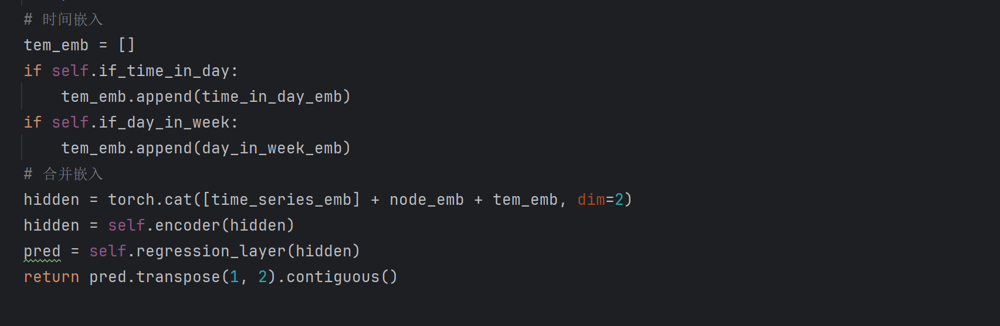 # 时间嵌入
tem_emb = []
if self.if_time_in_day:
    tem_emb.append(time_in_day_emb)
if self.if_day_in_week:
    tem_emb.append(day_in_week_emb)
# 合并嵌入
hidden = torch.cat([time_series_emb] + node_emb + tem_emb, dim=2)
hidden = self.encoder(hidden)
pred = self.regression_layer(hidden)
return pred.transpose(1, 2).contiguous()